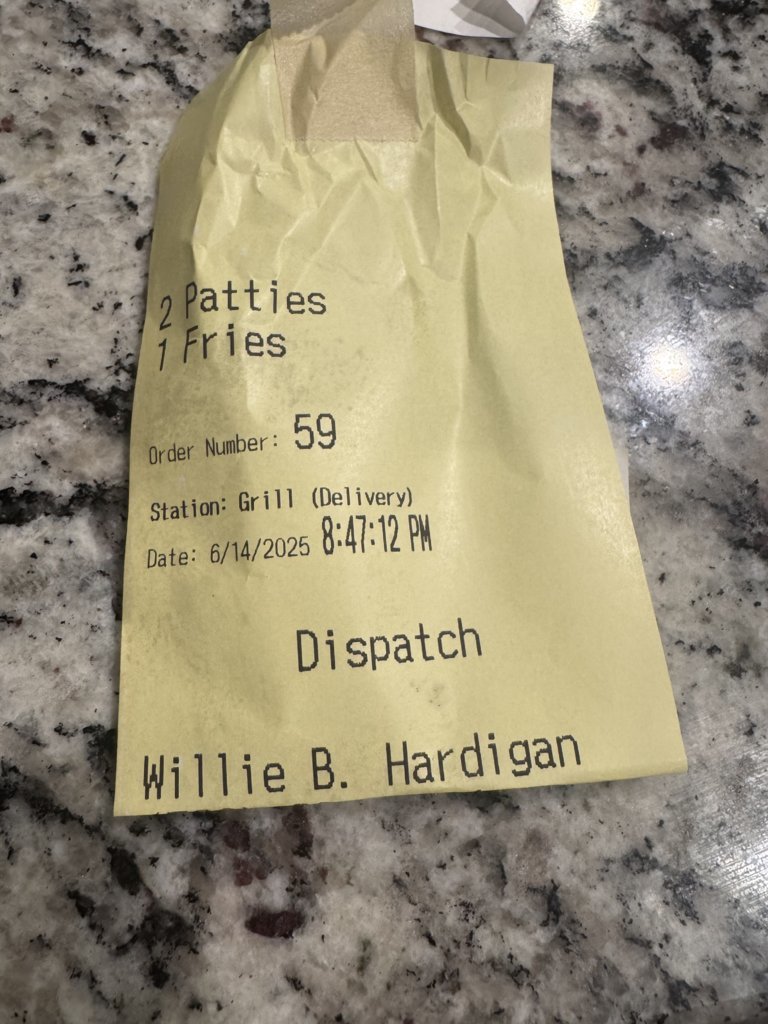 2 Patties
1 Fries
Order Number: 59
Station: Grill (Delivery)
Date: 6/14/2025 8:47:12 PM
Dispatch
Willie B. Hardigan